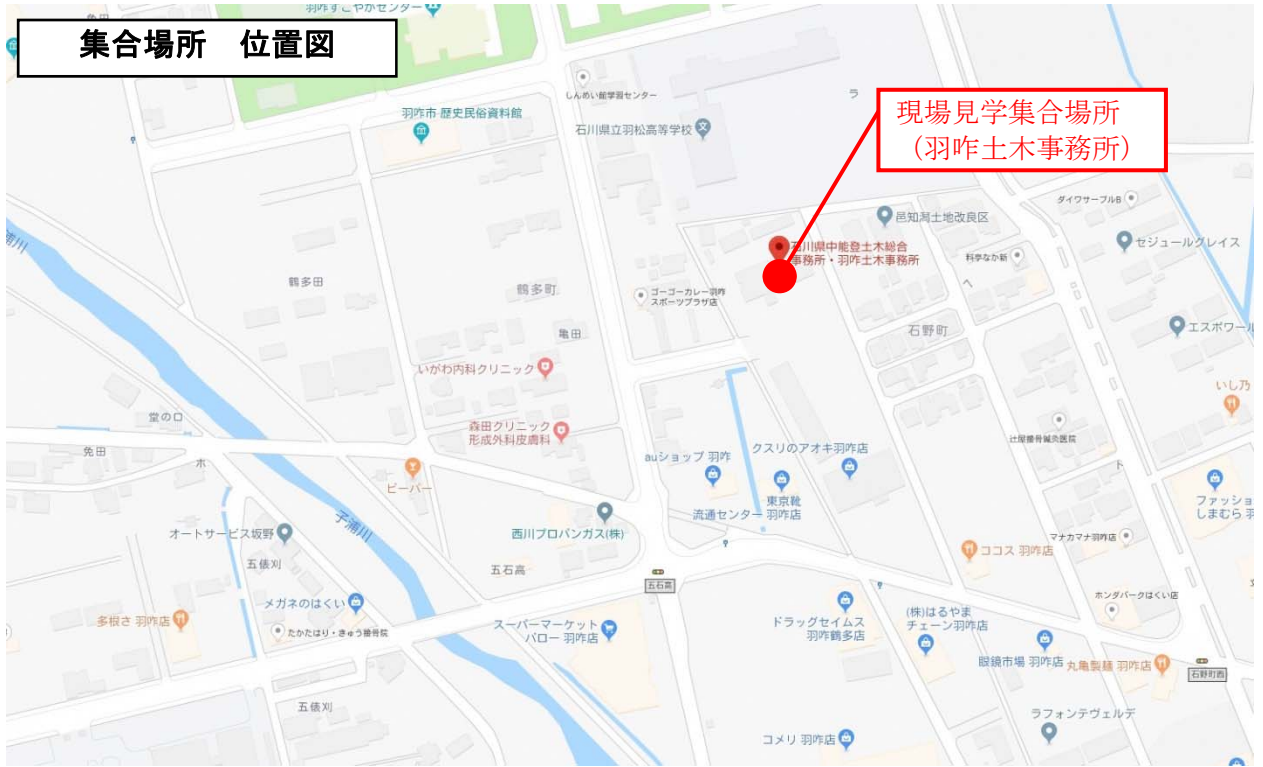 羽咋すこやかセンター
集合場所　位置図
しんめい館学習センター
ラ
羽咋市 歴史民俗資料館
石川県立羽松高等学校
現場見学集合場所
（羽咋土木事務所）
ダイワサーブルB
邑知潟土地改良区
セジュールグレイス
石川県中能登土木総合
事務所・羽咋土木事務所
料亭なか新
鶴多田
鶴多町
ゴーゴーカレー羽咋
スポーツプラザ店
ヘ
石野町
エスポワール
亀田
いがわ内科クリニック
いし乃
堂の口
森田クリニック
形成外科皮膚科
辻屋接骨鍼灸医院
免田
ホ
ビーバー
auショップ 羽咋
クスリのアオキ羽咋店
ト
東京靴
流通センター 羽咋店
ファッショ
しまむら 羽
オートサービス坂野
子浦川
西川プロパンガス(株)
マナカマナ羽咋店
ココス 羽咋店
五俵刈
五石高
五石高
メガネのはくい
ホンダパークはくい店
多根さ 羽咋店
たかたはり・きゅう整骨院
スーパーマーケット
バロー 羽咋店
ドラッグセイムス
羽咋鶴多店
(株)はるやま
チェーン羽咋店
眼鏡市場 羽咋店
丸亀製麺 羽咋店
石野町西
五俵刈
ラフォンテヴェルデ
コメリ 羽咋店